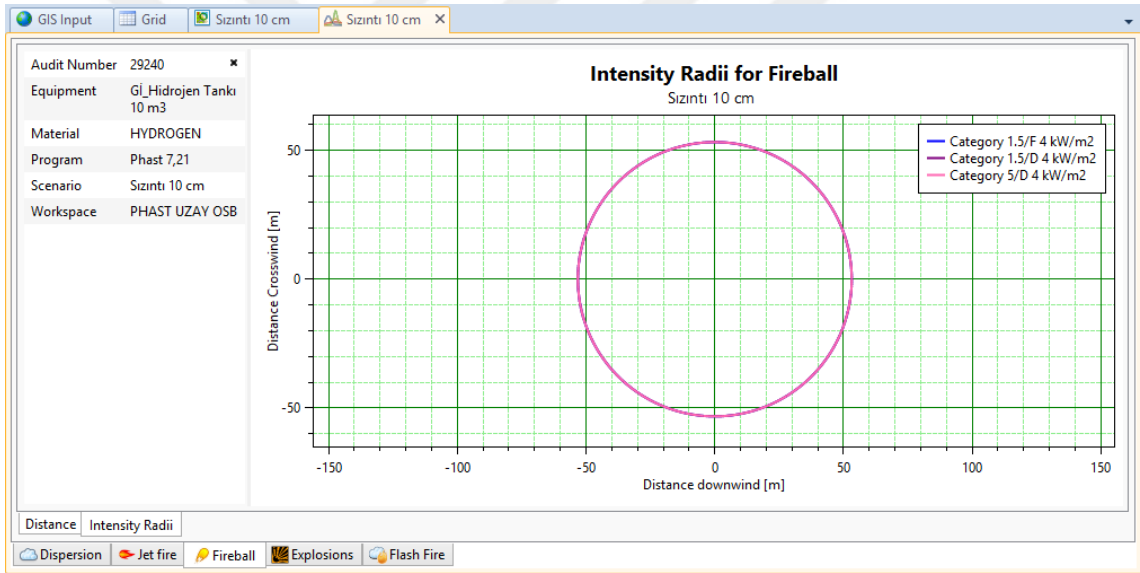 GIS Input
Grid
Sızıntı 10 cm
Sızıntı 10 cm
Audit Number 29240
Equipment Gİ_Hidrojen Tankı
10 m3
Material HYDROGEN
Program Phast 7,21
Scenario Sızıntı 10 cm
Workspace PHAST UZAY OSB
Intensity Radii for Fireball
Sızıntı 10 cm
Category 1.5/F 4 kW/m2
Category 1.5/D 4 kW/m2
Category 5/D 4 kW/m2
Distance Crosswind [m]
50
0
-50
-150 -100 -50 0 50 100 150
Distance downwind [m]
Distance Intensity Radii
Dispersion Jet fire Fireball Explosions Flash Fire